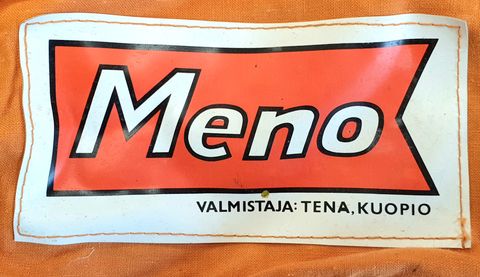 Meno
VALMISTAJA: TENA, KUOPIO